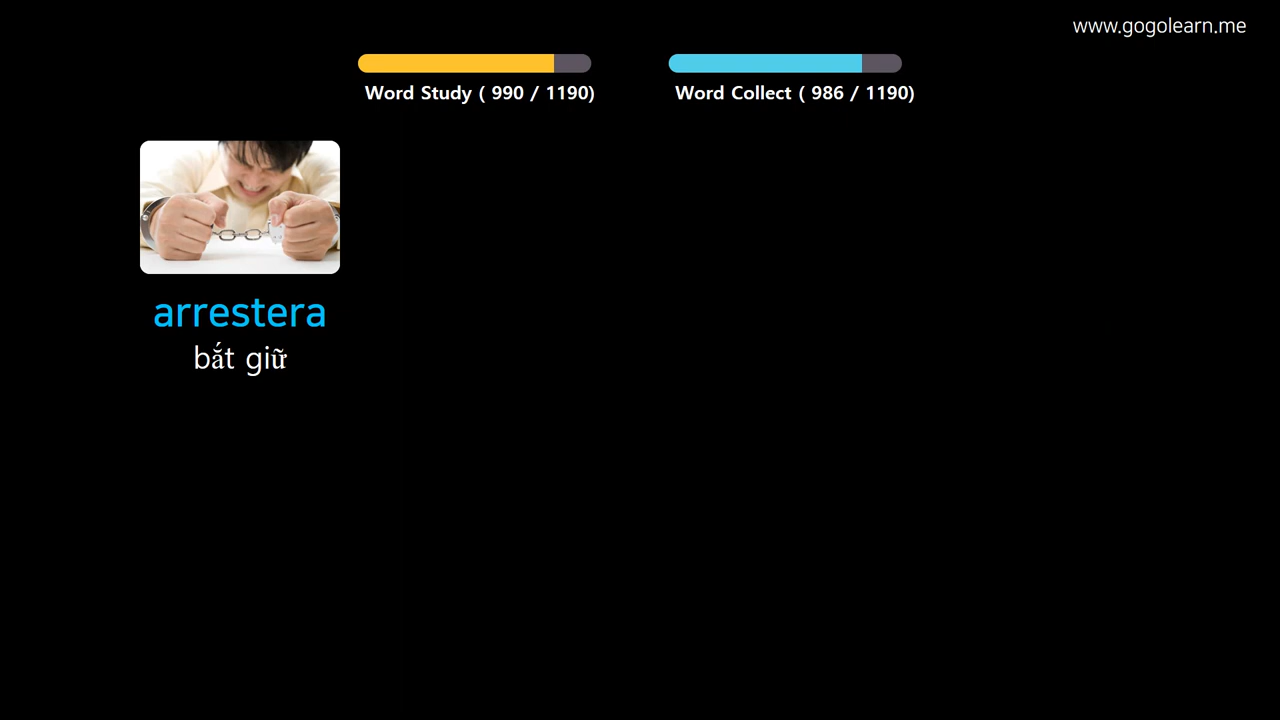 www.gogolearn.me
Word Study ( 990 / 1190)
Word Collect ( 986 / 1190)
arrestera
bắt giữ